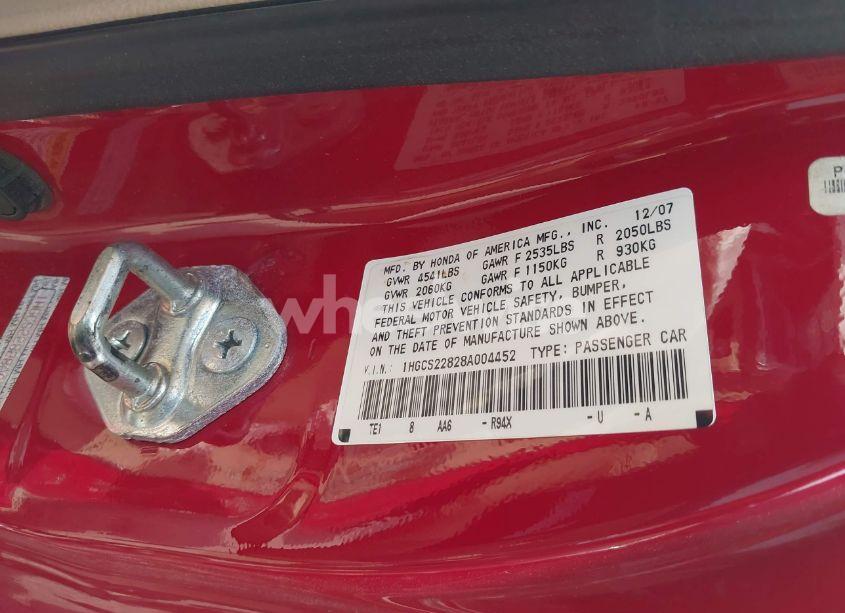 MFD. BY HONDA OF AMERICA MFG., INC. 12/07
GVWR 4541LBS GAWR F 2535LBS R 2050LBS
GVWR 2060KG GAWR F 1150KG R 930KG
THIS VEHICLE CONFORMS TO ALL APPLICABLE
FEDERAL MOTOR VEHICLE SAFETY, BUMPER,
AND THEFT PREVENTION STANDARDS IN EFFECT
ON THE DATE OF MANUFACTURE SHOWN ABOVE.
V.I.N.: 1HGCS22828A004452 TYPE: PASSENGER CAR
TE1 8 AA6 -R94X -U -A